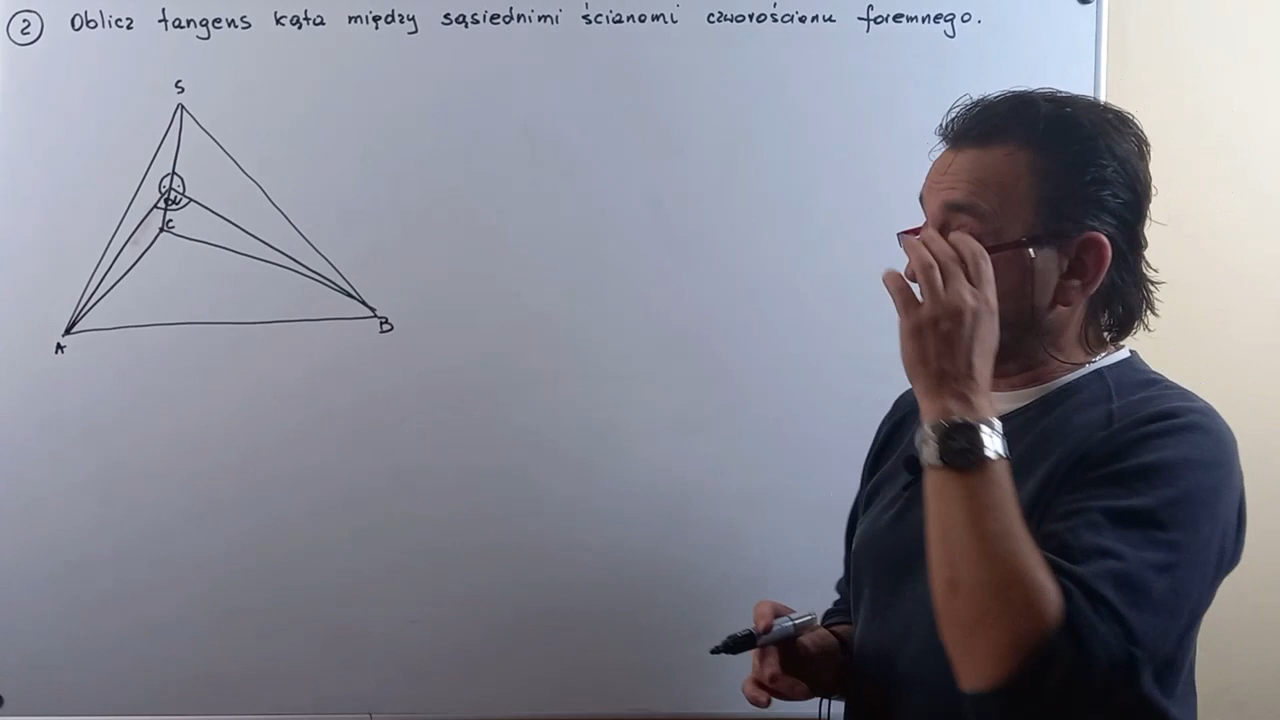 ② Oblicz tangens kąta między sąsiednimi ścianami czworościanu foremnego.
S
α
C
A
B